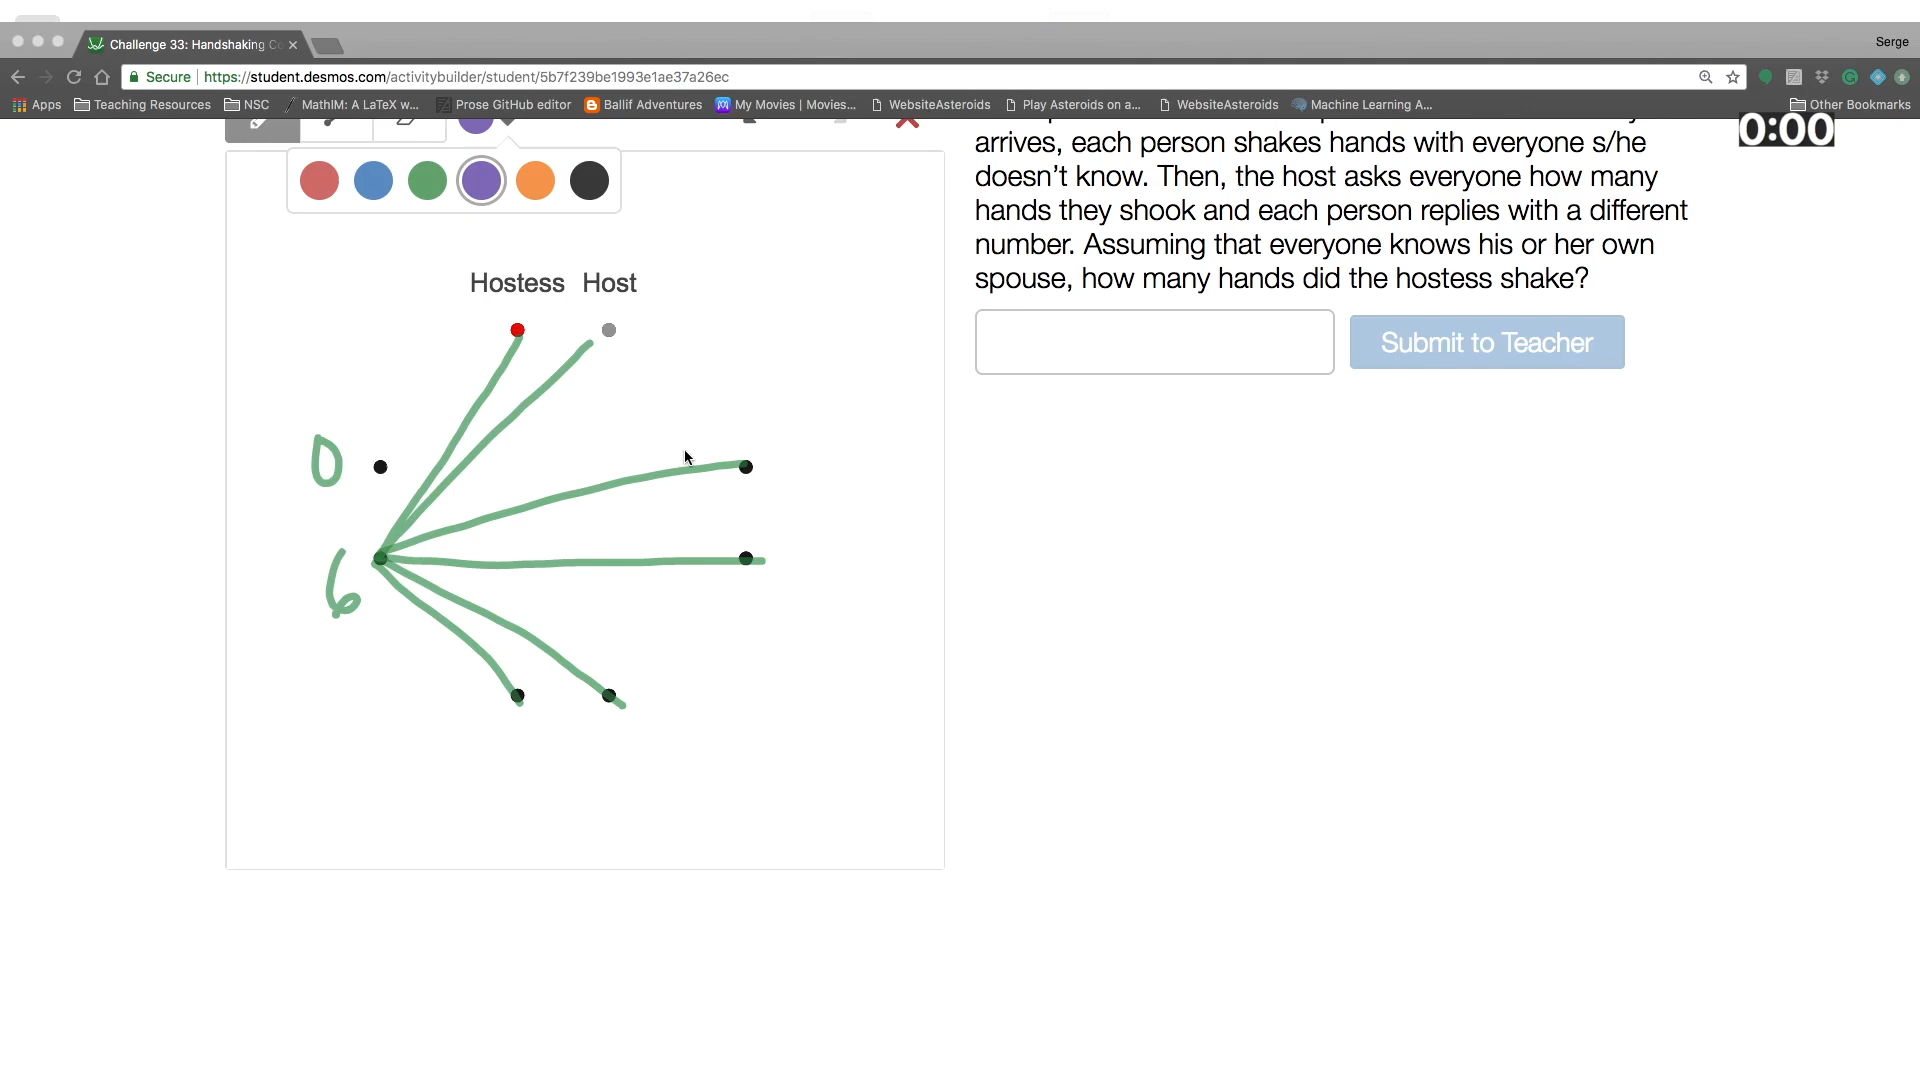 Challenge 33: Handshaking Co
Serge
Secure https://student.desmos.com/activitybuilder/student/5b7f239be1993e1ae37a26ec
Apps Teaching Resources NSC MathIM: A LaTeX w... Prose GitHub editor Ballif Adventures My Movies | Movies... WebsiteAsteroids Play Asteroids on a... WebsiteAsteroids Machine Learning A... Other Bookmarks
0:00
arrives, each person shakes hands with everyone s/he
doesn’t know. Then, the host asks everyone how many
hands they shook and each person replies with a different
number. Assuming that everyone knows his or her own
spouse, how many hands did the hostess shake?
Submit to Teacher
Hostess Host
0
6